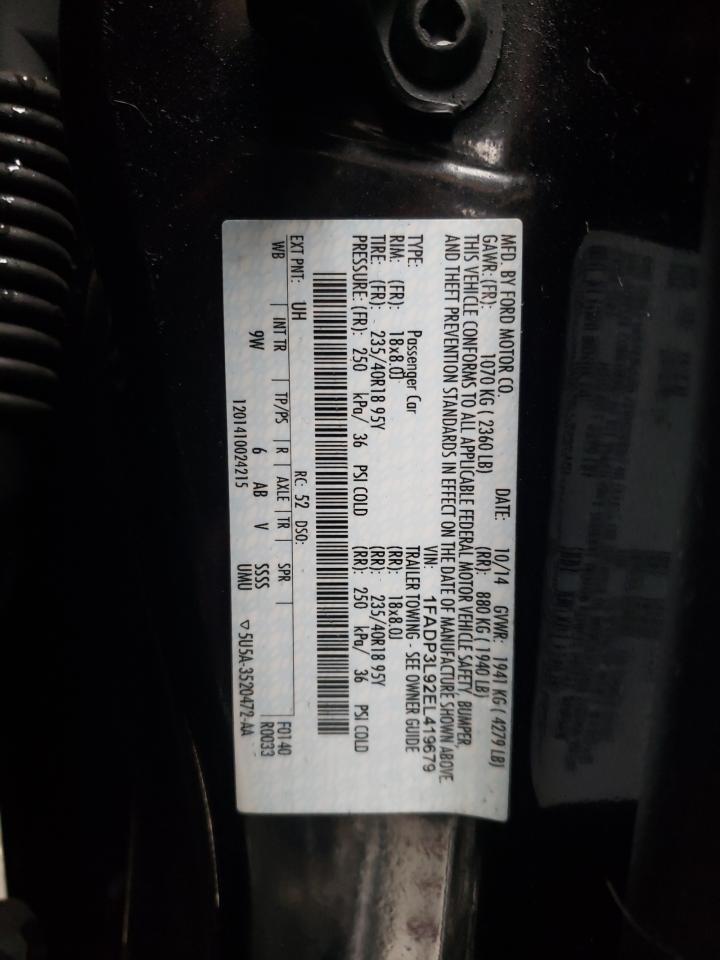 MFD. BY FORD MOTOR CO.
DATE: 10/14 GVWR: 1941 KG ( 4279 LB)
GAWR: (FR): 1070 KG ( 2360 LB) (RR): 880 KG ( 1940 LB)
THIS VEHICLE CONFORMS TO ALL APPLICABLE FEDERAL MOTOR VEHICLE SAFETY, BUMPER,
AND THEFT PREVENTION STANDARDS IN EFFECT ON THE DATE OF MANUFACTURE SHOWN ABOVE
VIN: 1FADP3L92EL419679
TYPE: Passenger Car TRAILER TOWING - SEE OWNER GUIDE
RIM: (FR): 18x8.0J (RR): 18x8.0J
TIRE: (FR): 235/40R18 95Y (RR): 235/40R18 95Y
PRESSURE: (FR): 250 kPa/ 36 PSI COLD (RR): 250 kPa/ 36 PSI COLD
EXT PNT: UH RC: 52 DSO: F0140
WB INT TR TP/PS R AXLE TR SPR R0033
9W 6 AB V SSSS
1201410024215 UMU ▽5U5A-3520472-AA